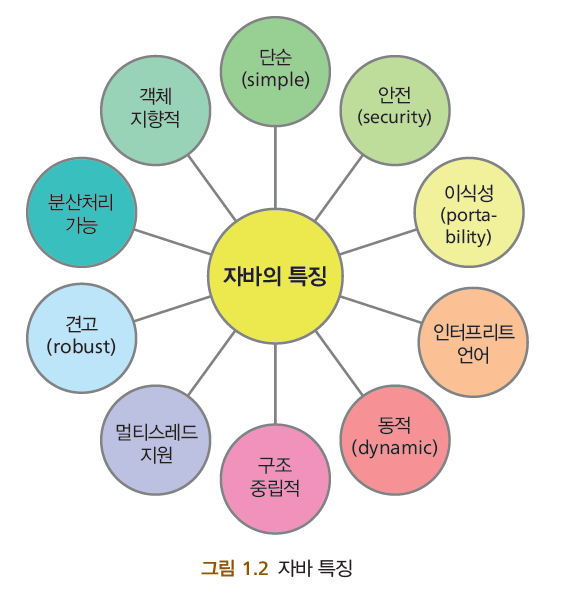 단순
(simple)
안전
(security)
이식성
(porta-
bility)
인터프리트
언어
동적
(dynamic)
구조
중립적
멀티스레드
지원
견고
(robust)
분산처리
가능
객체
지향적
자바의 특징
그림 1.2 자바 특징